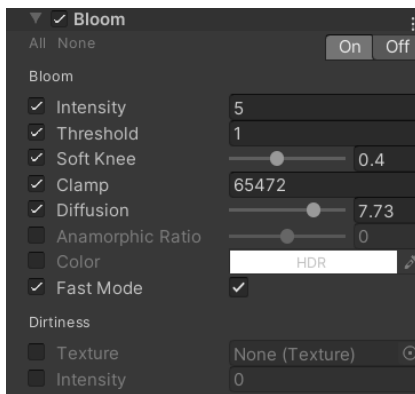 Bloom
All None On Off
Bloom
Intensity 5
Threshold 1
Soft Knee 0.4
Clamp 65472
Diffusion 7.73
Anamorphic Ratio 0
Color HDR
Fast Mode
Dirtiness
Texture None (Texture)
Intensity 0